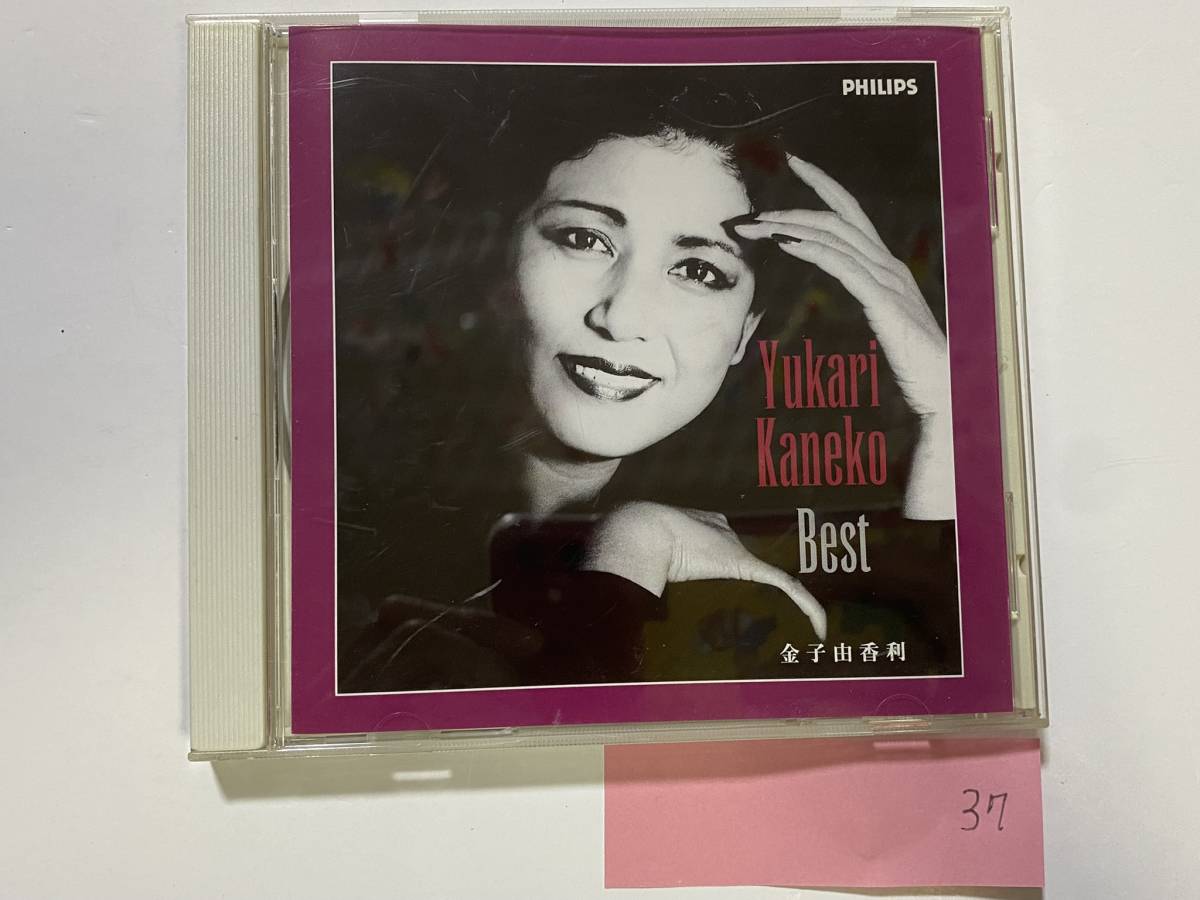 PHILIPS
Yukari
Kaneko
Best
金子由香利
37